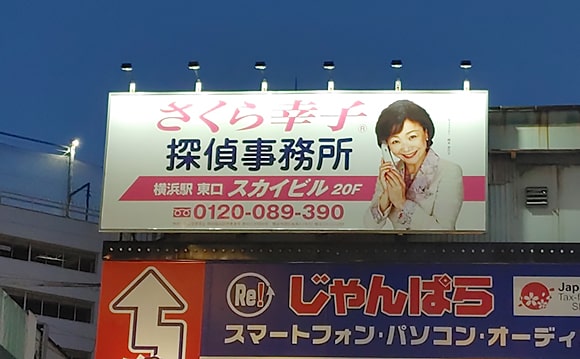 さくら幸子®
探偵事務所
横浜駅 東口 スカイビル 20F
0120-089-390
Re! じゃんぱら
スマートフォン・パソコン・オーディ
Japa
Tax-
S